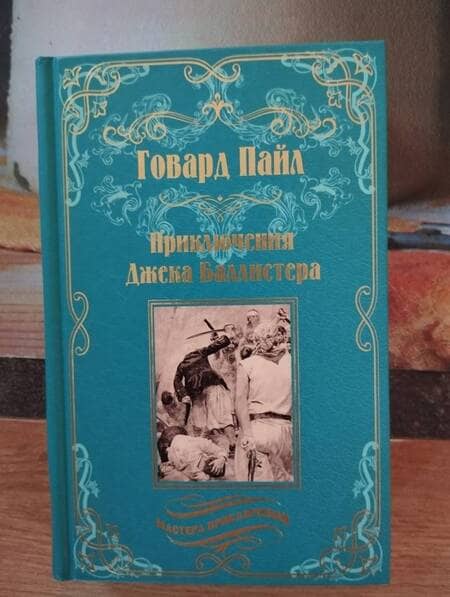 Говард Пайл
Приключения
Джека Баллистера
МАСТЕРА ПРИКЛЮЧЕНИЙ